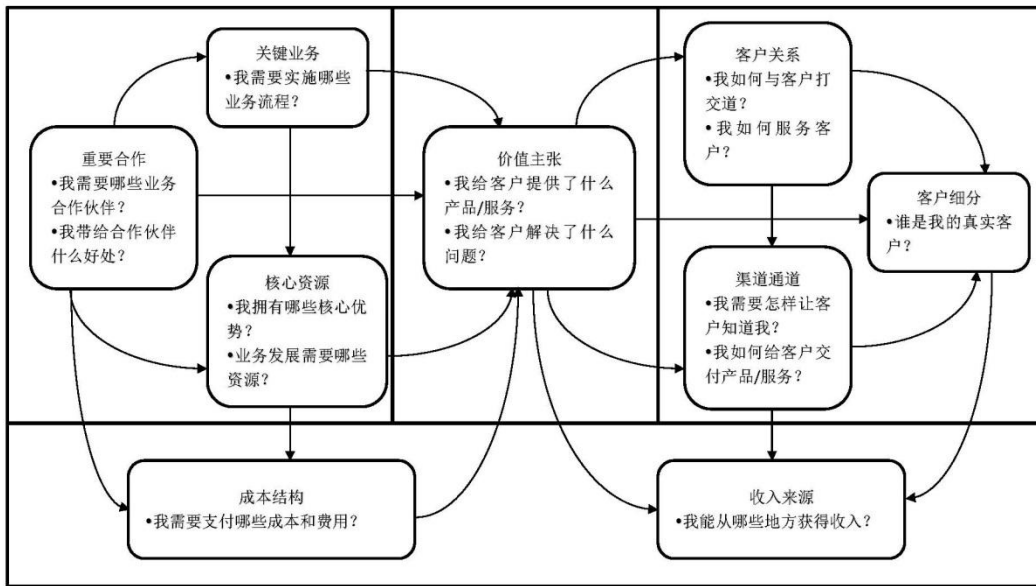 关键业务
•我需要实施哪些
业务流程？
重要合作
•我需要哪些业务
合作伙伴？
•我带给合作伙伴
什么好处？
核心资源
•我拥有哪些核心优
势？
•业务发展需要哪些
资源？
价值主张
•我给客户提供了什么
产品/服务？
•我给客户解决了什么
问题？
客户关系
•我如何与客户打
交道？
•我如何服务客
户？
渠道通道
•我需要怎样让客
户知道我？
•我如何给客户交
付产品/服务？
客户细分
•谁是我的真实客
户？
成本结构
•我需要支付哪些成本和费用？
收入来源
•我能从哪些地方获得收入？